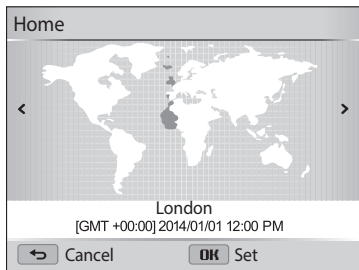 Home
London
[GMT +00:00] 2014/01/01 12:00 PM
Cancel
OK Set